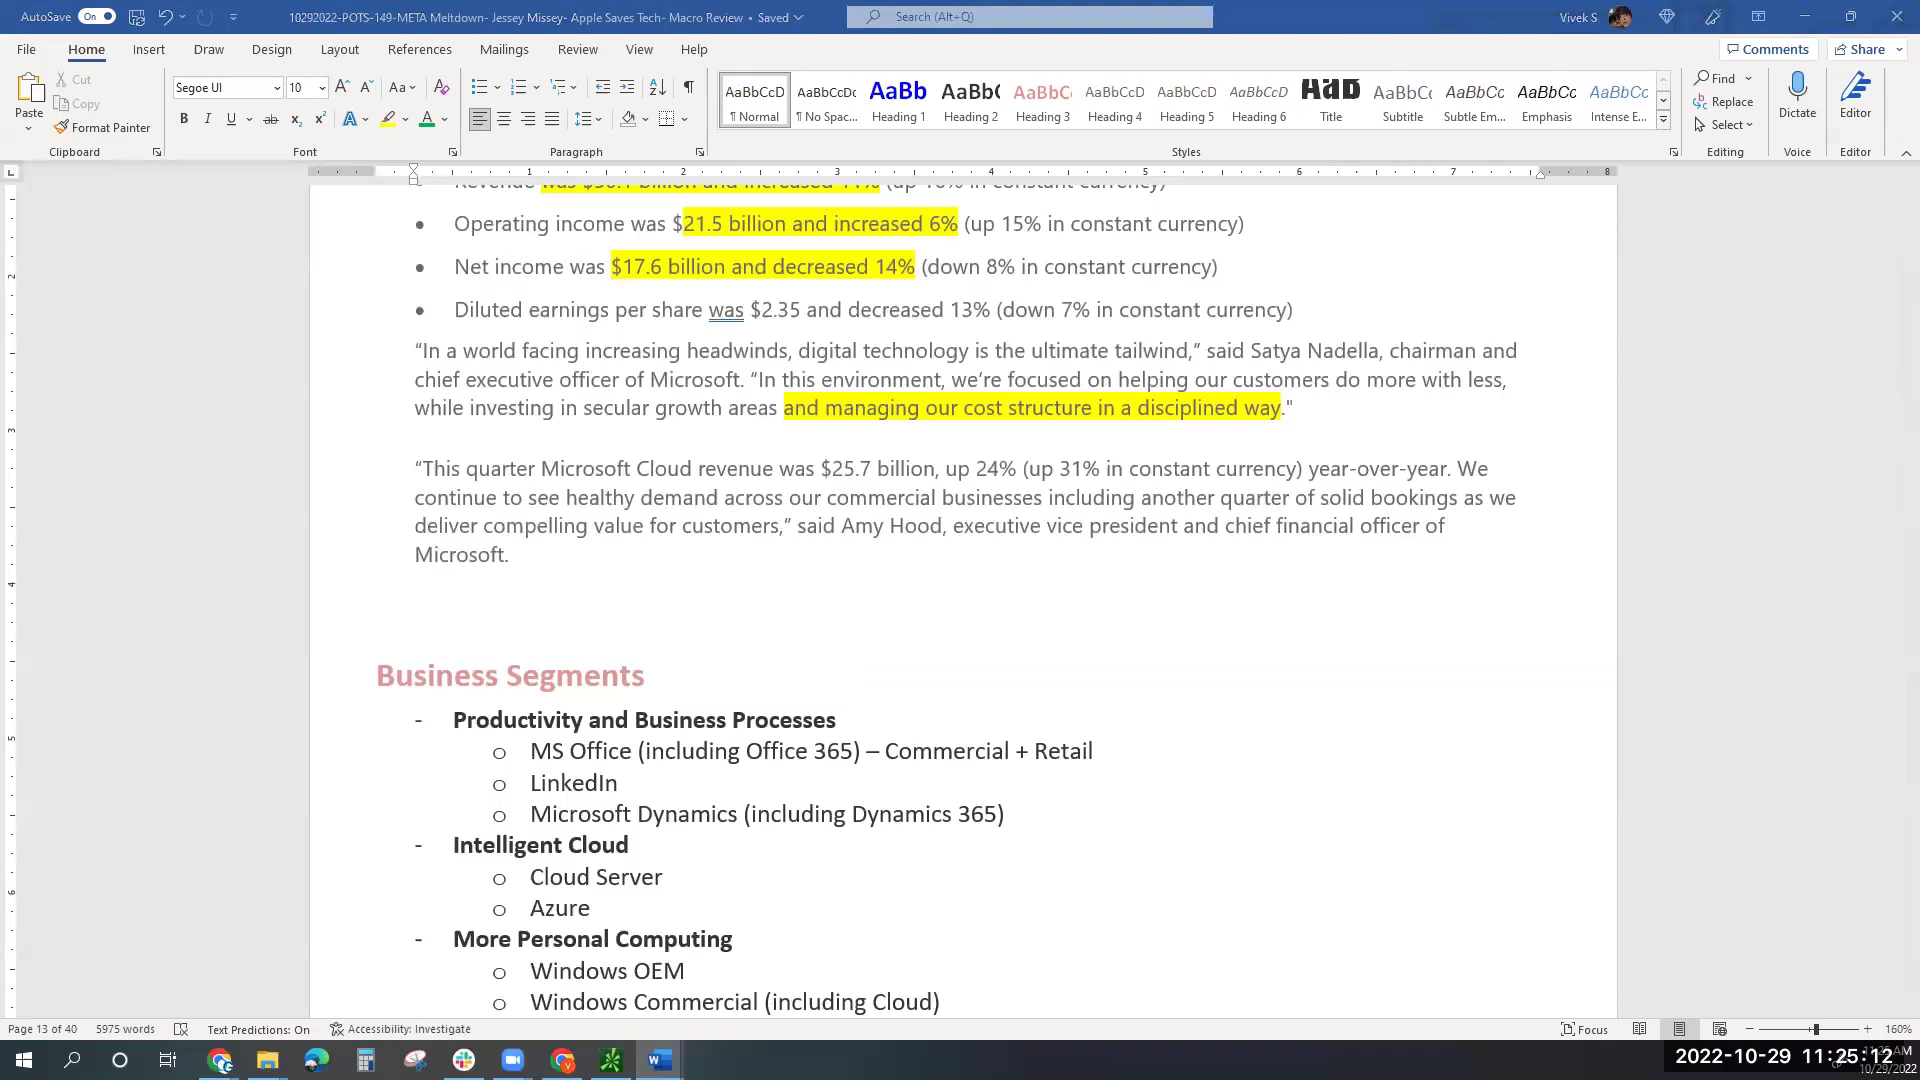 AutoSave On 10292022-POTS-149-META Meltdown- Jessey Missey- Apple Saves Tech- Macro Review - Saved Search (Alt+Q) Vivek S
File Home Insert Draw Design Layout References Mailings Review View Help Comments Share
Cut
Copy
Paste
Format Painter
Segoe UI 10
AaBbCcD AaBbCcDc AaBb AaBb( AaBbC( AaBbCcD AaBbCcD AaBbCcD AaB AaBbCc AaBbCc AaBbCc AaBbCc
¶ Normal ¶ No Spac... Heading 1 Heading 2 Heading 3 Heading 4 Heading 5 Heading 6 Title Subtitle Subtle Em... Emphasis Intense E...
Find
Replace
Select
Dictate Editor
Clipboard Font Paragraph Styles Editing Voice Editor
1 2 3 4 5 6 7 8
• Operating income was $21.5 billion and increased 6% (up 15% in constant currency)
• Net income was $17.6 billion and decreased 14% (down 8% in constant currency)
• Diluted earnings per share was $2.35 and decreased 13% (down 7% in constant currency)
“In a world facing increasing headwinds, digital technology is the ultimate tailwind,” said Satya Nadella, chairman and
chief executive officer of Microsoft. “In this environment, we’re focused on helping our customers do more with less,
while investing in secular growth areas and managing our cost structure in a disciplined way."
“This quarter Microsoft Cloud revenue was $25.7 billion, up 24% (up 31% in constant currency) year-over-year. We
continue to see healthy demand across our commercial businesses including another quarter of solid bookings as we
deliver compelling value for customers,” said Amy Hood, executive vice president and chief financial officer of
Microsoft.
Business Segments
- Productivity and Business Processes
o MS Office (including Office 365) – Commercial + Retail
o LinkedIn
o Microsoft Dynamics (including Dynamics 365)
- Intelligent Cloud
o Cloud Server
o Azure
- More Personal Computing
o Windows OEM
o Windows Commercial (including Cloud)
Page 13 of 40 5975 words Text Predictions: On Accessibility: Investigate Focus 160%
2022-10-29 11:25:12
10/29/2022